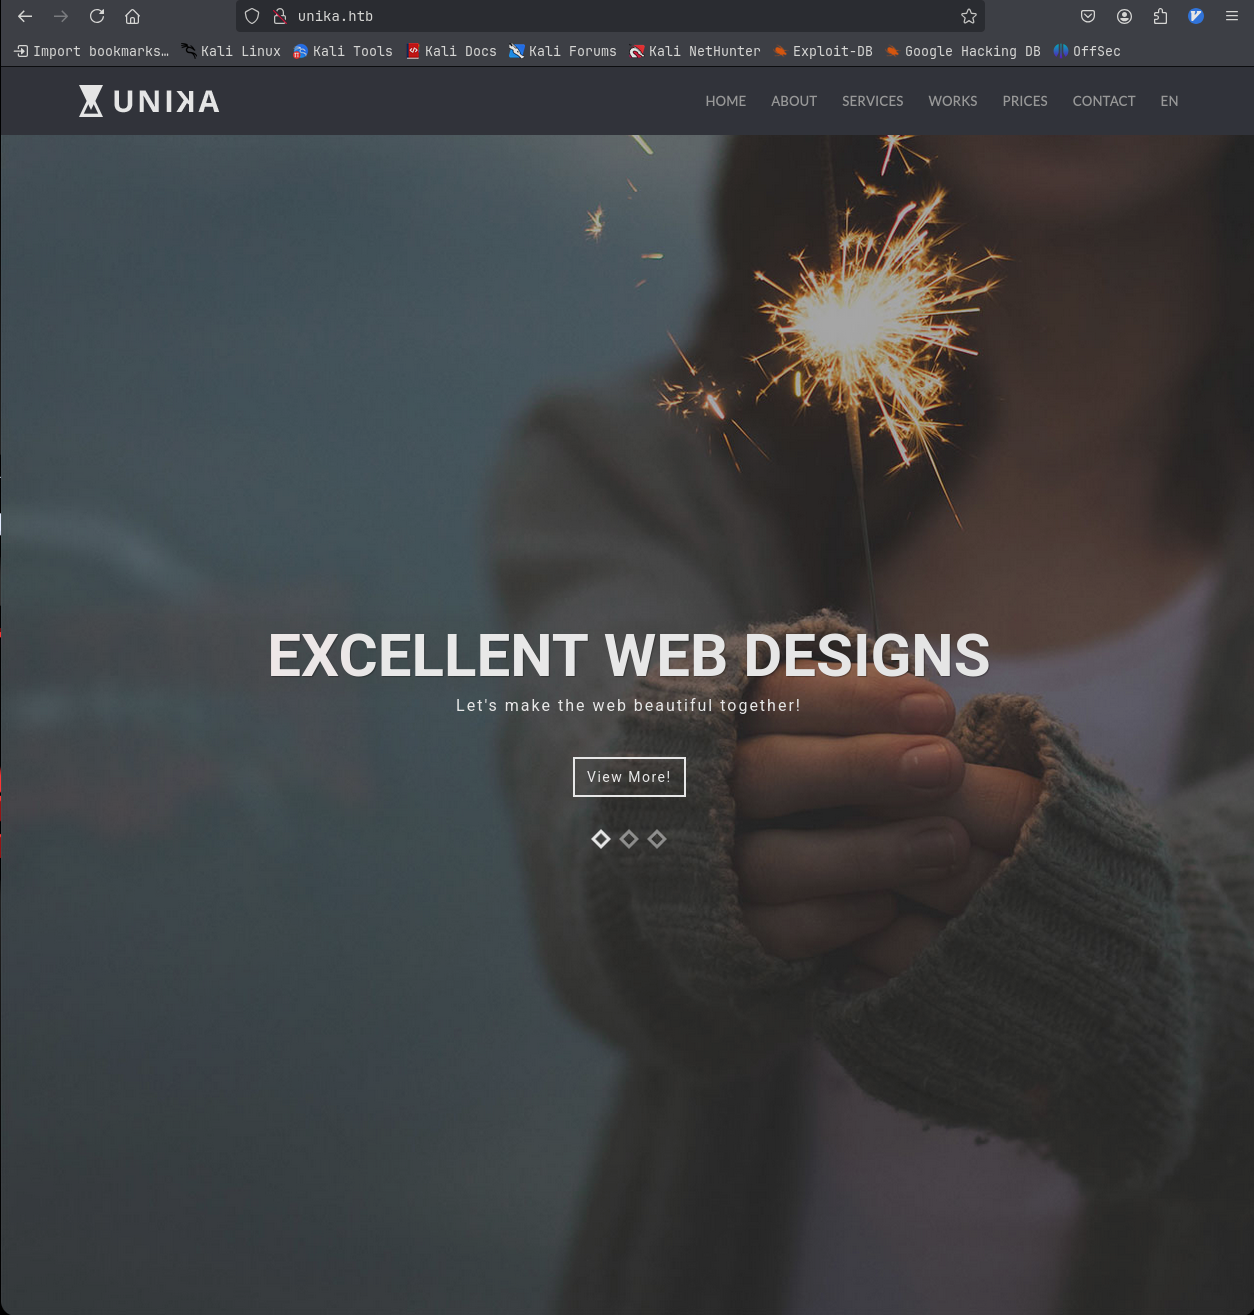 unika.htb
Import bookmarks… Kali Linux Kali Tools Kali Docs Kali Forums Kali NetHunter Exploit-DB Google Hacking DB OffSec
UNIKA HOME ABOUT SERVICES WORKS PRICES CONTACT EN
EXCELLENT WEB DESIGNS
Let's make the web beautiful together!
View More!